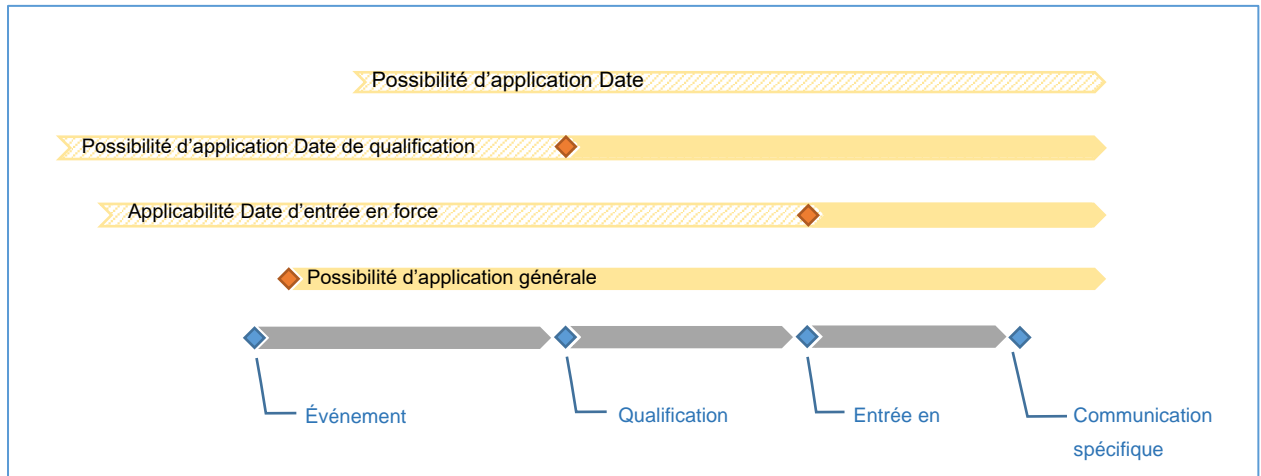 Possibilité d’application Date
Possibilité d’application Date de qualification
Applicabilité Date d’entrée en force
Possibilité d’application générale
Événement
Qualification
Entrée en
Communication
spécifique